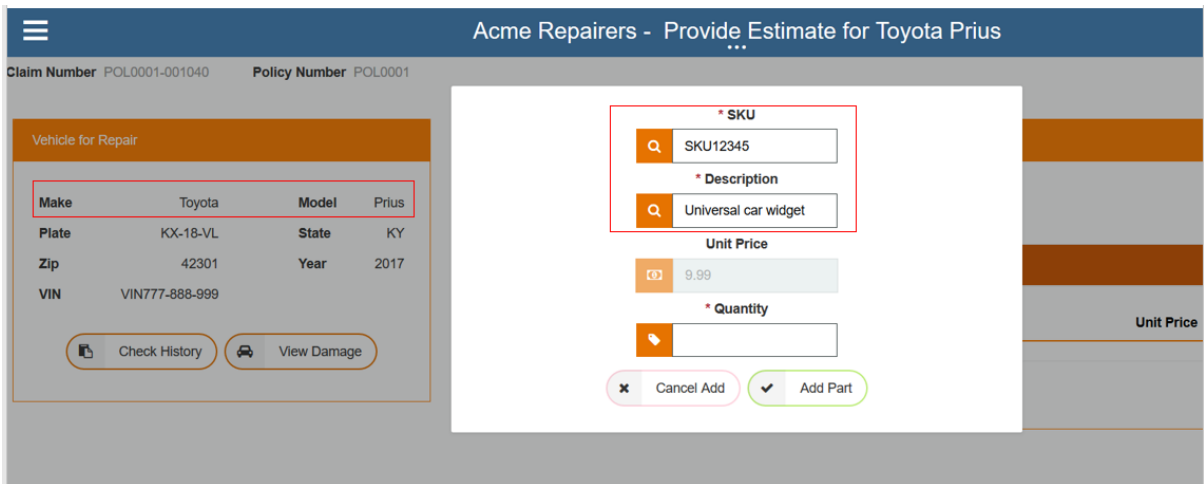 Acme Repairers - Provide Estimate for Toyota Prius
Claim Number POL0001-001040 Policy Number POL0001
Vehicle for Repair
Make Toyota Model Prius
Plate KX-18-VL State KY
Zip 42301 Year 2017
VIN VIN777-888-999
Check History View Damage
* SKU
SKU12345
* Description
Universal car widget
Unit Price
9.99
* Quantity
Cancel Add Add Part
Unit Price